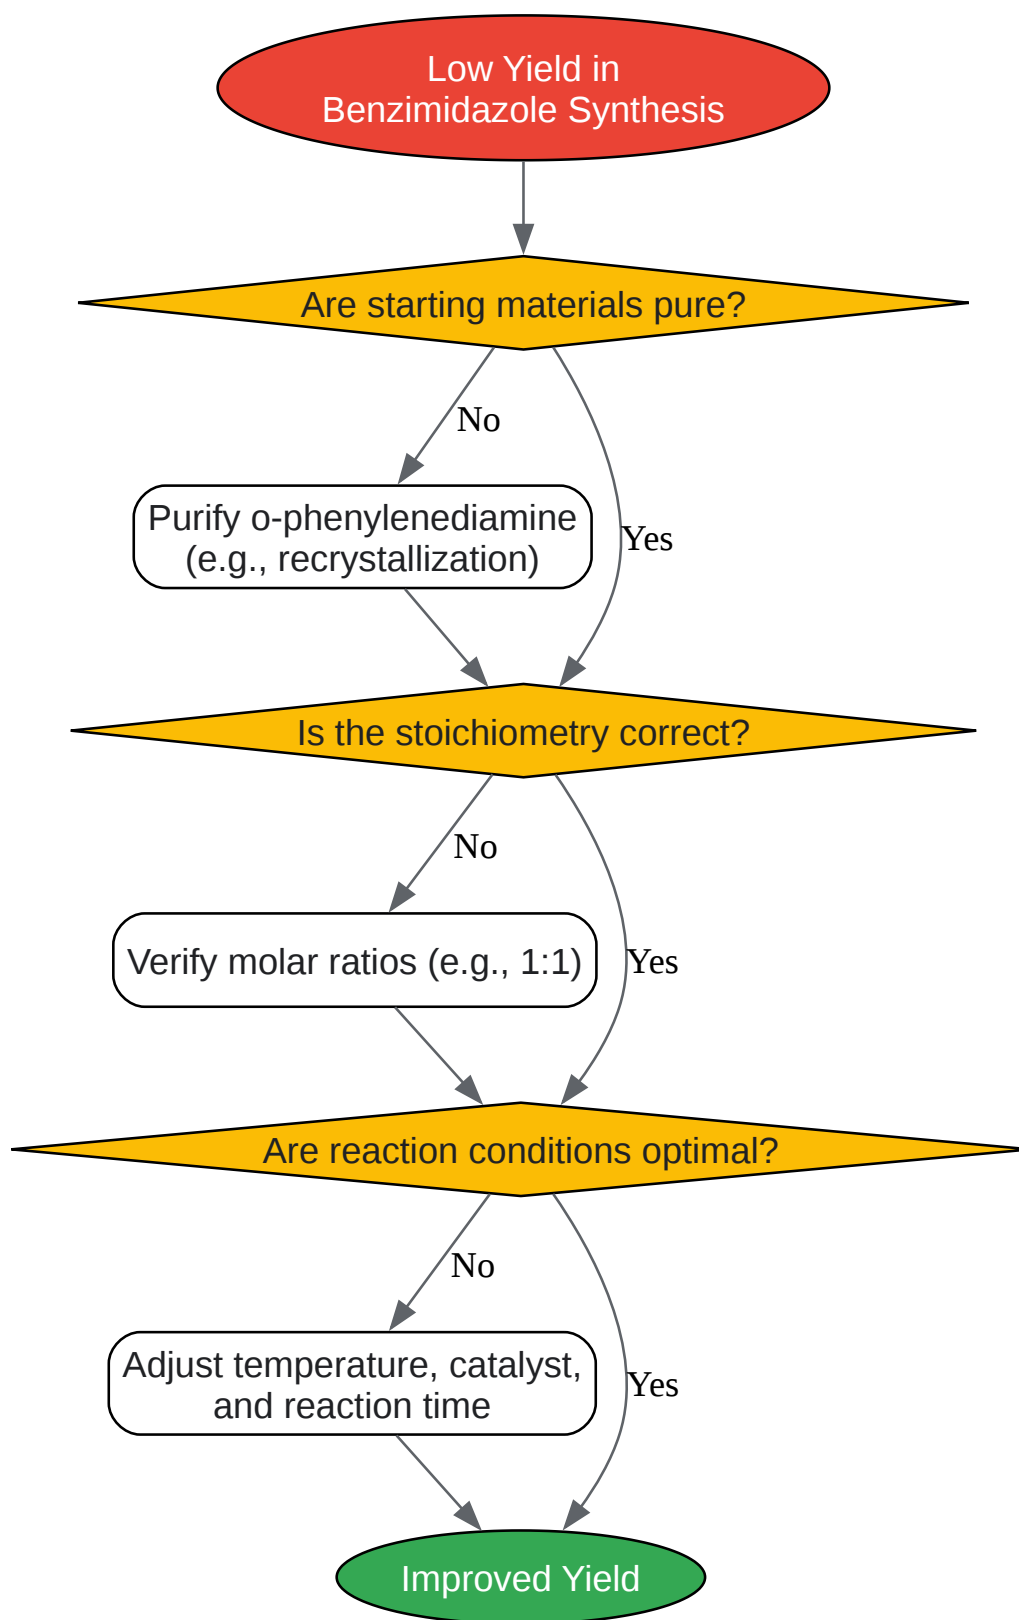 Low Yield in
Benzimidazole Synthesis
Are starting materials pure?
No
Purify o-phenylenediamine
(e.g., recrystallization)
Yes
Is the stoichiometry correct?
No
Verify molar ratios (e.g., 1:1)
Yes
Are reaction conditions optimal?
No
Adjust temperature, catalyst,
and reaction time
Yes
Improved Yield